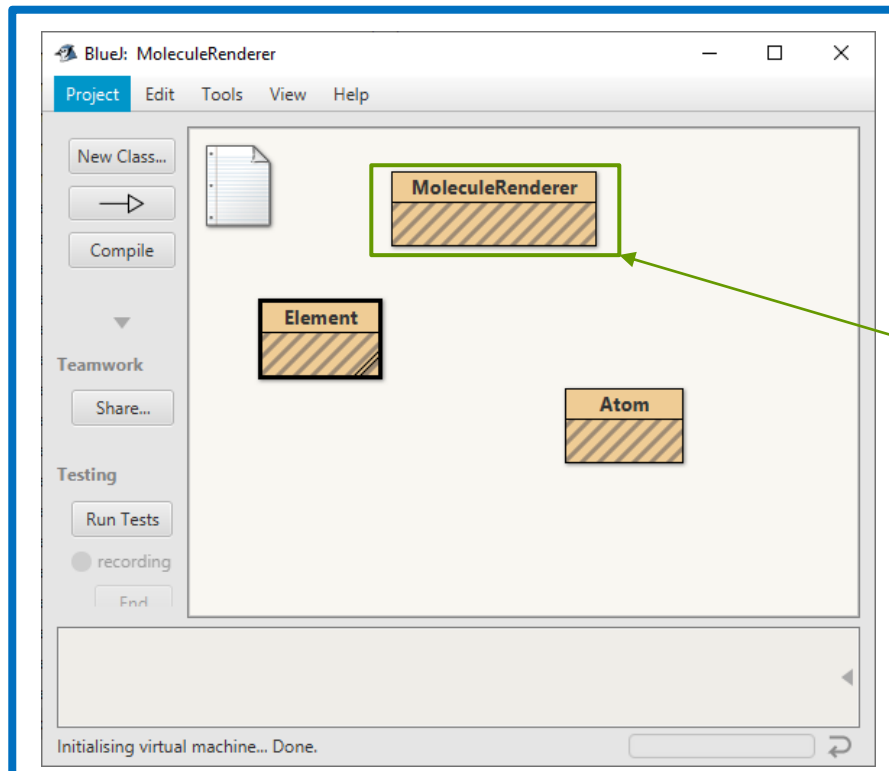 BlueJ: MoleculeRenderer
Project Edit Tools View Help
New Class...
Compile
Teamwork
Share...
Testing
Run Tests
recording
End
MoleculeRenderer
Element
Atom
Initialising virtual machine... Done.